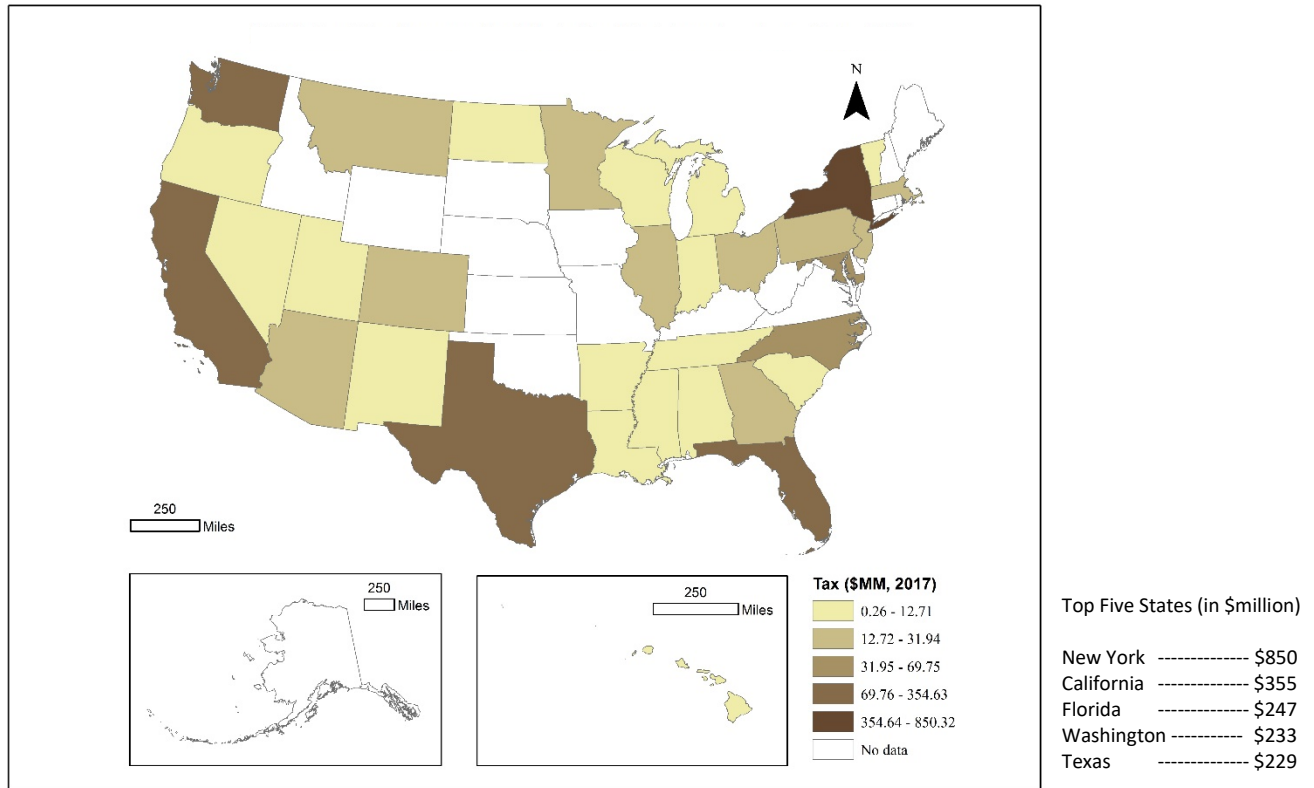 N
250
Miles
250
Miles
250
Miles
Tax ($MM, 2017)
0.26 - 12.71
12.72 - 31.94
31.95 - 69.75
69.76 - 354.63
354.64 - 850.32
No data
Top Five States (in $million)
New York -------------- $850
California -------------- $355
Florida -------------- $247
Washington ----------- $233
Texas -------------- $229